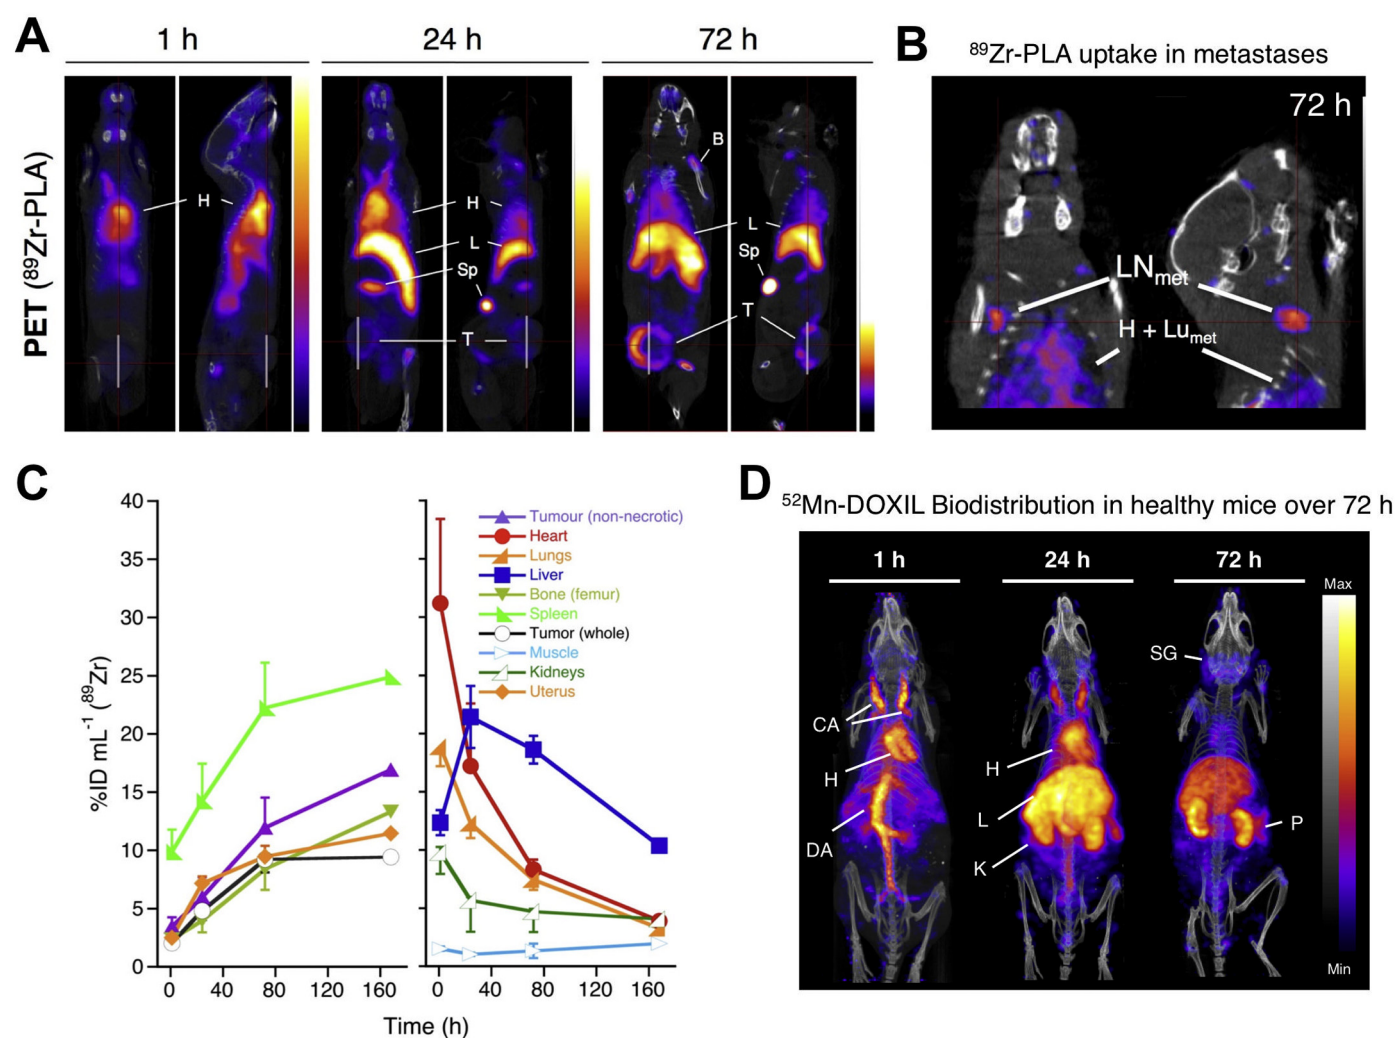 A
1 h
24 h
72 h
PET (⁸⁹Zr-PLA)
H
H
L
Sp
T
B
L
Sp
T
B
⁸⁹Zr-PLA uptake in metastases
72 h
LNmet
H + Lumet
C
%ID mL⁻¹ (⁸⁹Zr)
40
35
30
25
20
15
10
5
0
0 40 80 120 160
0 40 80 120 160
Time (h)
Tumour (non-necrotic)
Heart
Lungs
Liver
Bone (femur)
Spleen
Tumor (whole)
Muscle
Kidneys
Uterus
D
⁵²Mn-DOXIL Biodistribution in healthy mice over 72 h
1 h
24 h
72 h
Max
SG
CA
H
H
L
DA
K
P
Min